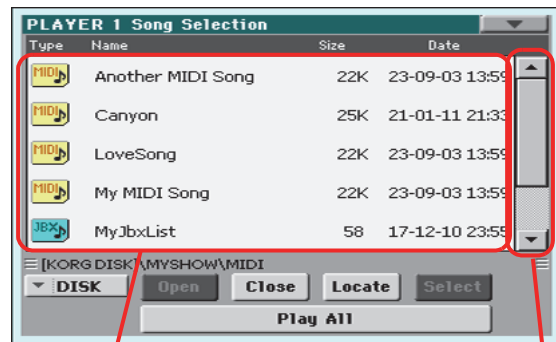 PLAYER 1 Song Selection
Type Name Size Date
MIDI Another MIDI Song 22K 23-09-03 13:59
MIDI Canyon 25K 21-01-11 21:33
MIDI LoveSong 22K 23-09-03 13:59
MIDI My MIDI Song 22K 23-09-03 13:59
JBX MyJbxList 58 17-12-10 23:55
[KORG DISK]\MYSHOW\MIDI
DISK Open Close Locate Select
Play All